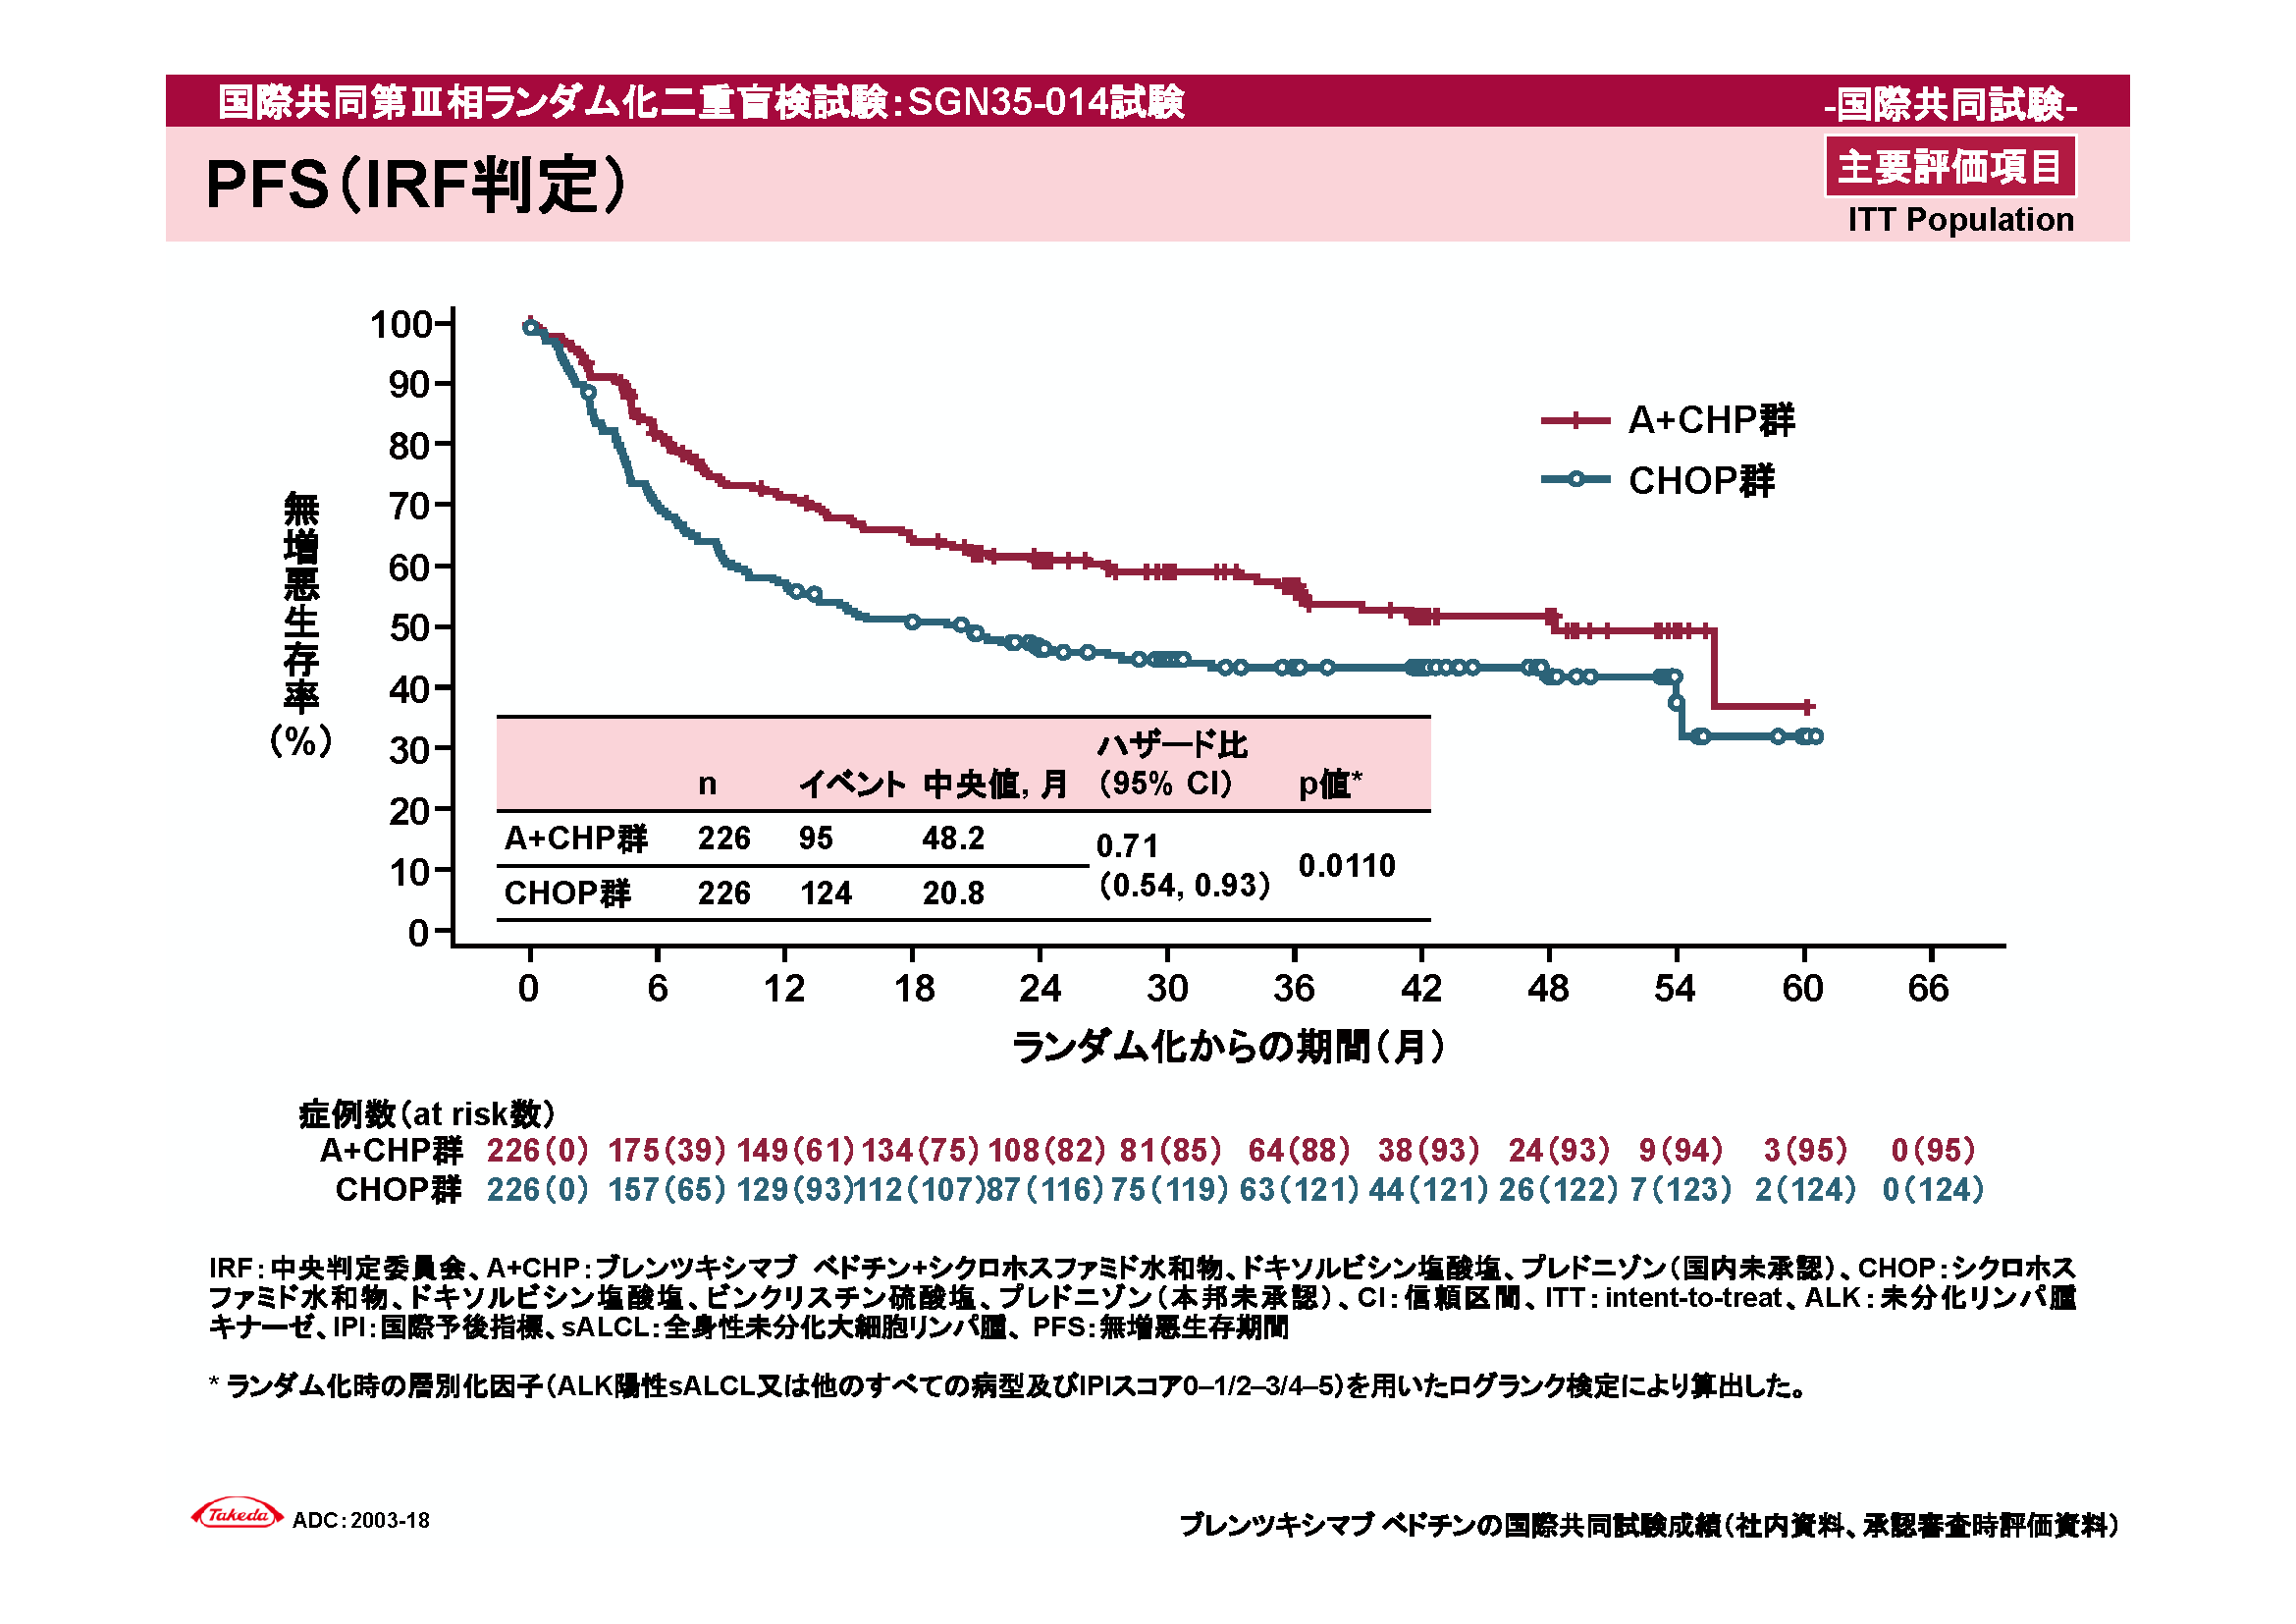 国際共同第Ⅲ相ランダム化二重盲検試験：SGN35-014試験
-国際共同試験-
PFS（IRF判定）
主要評価項目
ITT Population
100
90
80
70
60
50
40
30
20
10
0
無増悪生存率（%）
A+CHP群
CHOP群
n イベント 中央値, 月 ハザード比（95% CI） p値*
A+CHP群 226 95 48.2 0.71（0.54, 0.93） 0.0110
CHOP群 226 124 20.8
0 6 12 18 24 30 36 42 48 54 60 66
ランダム化からの期間（月）
症例数（at risk数）
A+CHP群 226（0） 175（39） 149（61） 134（75） 108（82） 81（85） 64（88） 38（93） 24（93） 9（94） 3（95） 0（95）
CHOP群 226（0） 157（65） 129（93） 112（107） 87（116） 75（119） 63（121） 44（121） 26（122） 7（123） 2（124） 0（124）
IRF：中央判定委員会、A+CHP：ブレンツキシマブ　ベドチン+シクロホスファミド水和物、ドキソルビシン塩酸塩、プレドニゾン（国内未承認）、CHOP：シクロホス
ファミド水和物、ドキソルビシン塩酸塩、ビンクリスチン硫酸塩、プレドニゾン（本邦未承認）、CI：信頼区間、ITT：intent-to-treat、ALK：未分化リンパ腫
キナーゼ、IPI：国際予後指標、sALCL：全身性未分化大細胞リンパ腫、PFS：無増悪生存期間
* ランダム化時の層別化因子（ALK陽性sALCL又は他のすべての病型及びIPIスコア0–1/2–3/4–5）を用いたログランク検定により算出した。
Takeda ADC：2003-18
ブレンツキシマブ ベドチンの国際共同試験成績（社内資料、承認審査時評価資料）